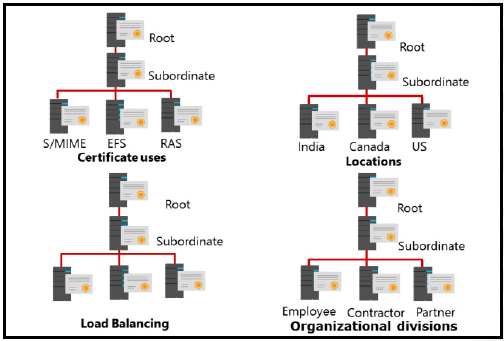 Root
Subordinate
S/MIME EFS RAS
Certificate uses
Root
Subordinate
India Canada US
Locations
Root
Subordinate
Load Balancing
Root
Subordinate
Employee Contractor Partner
Organizational divisions